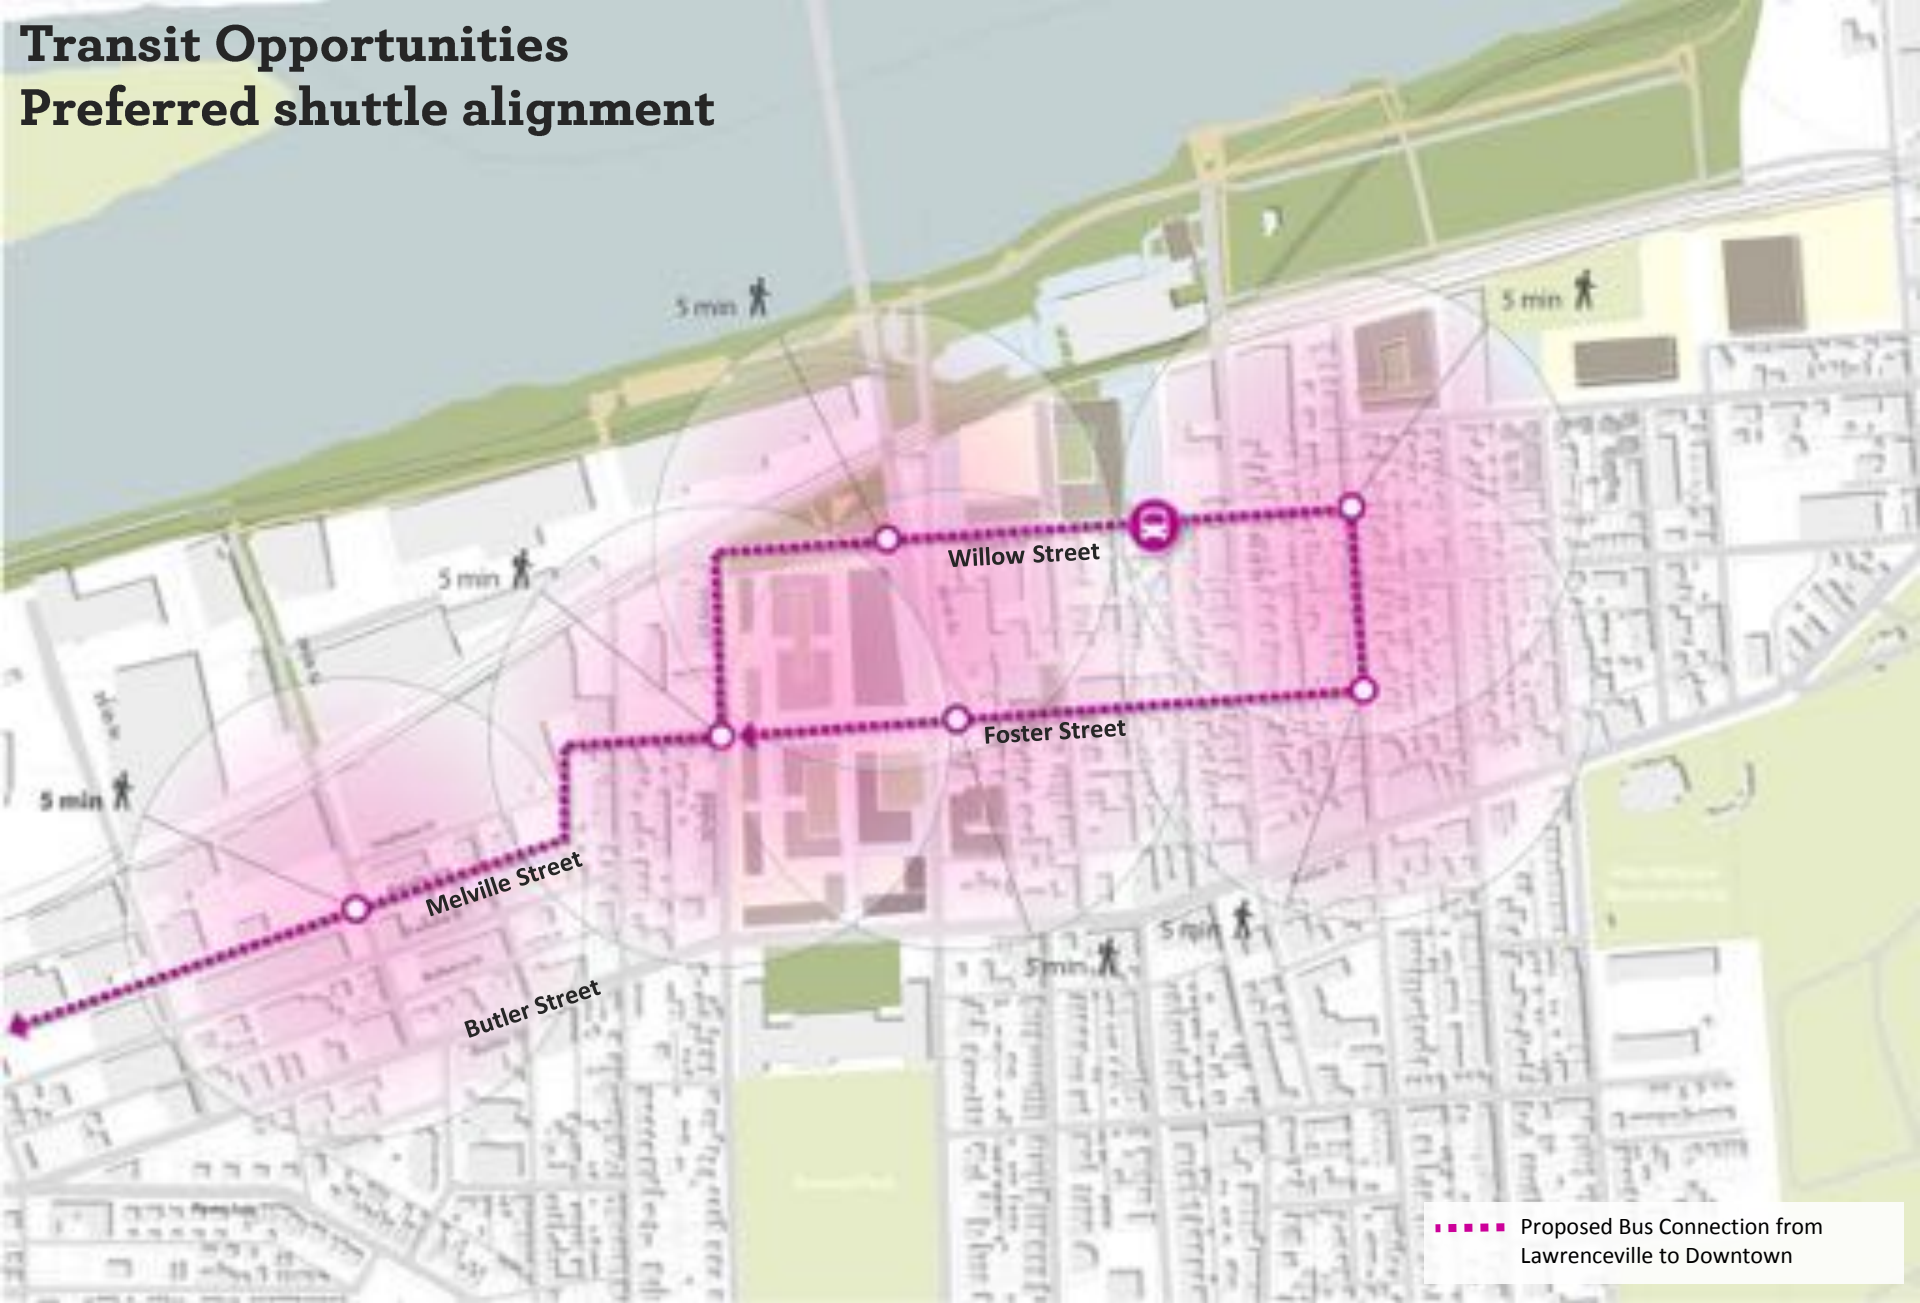 Transit Opportunities
Preferred shuttle alignment
5 min
5 min
5 min
Willow Street
Foster Street
5 min
Melville Street
5 min
5 min
Butler Street
Proposed Bus Connection from
Lawrenceville to Downtown